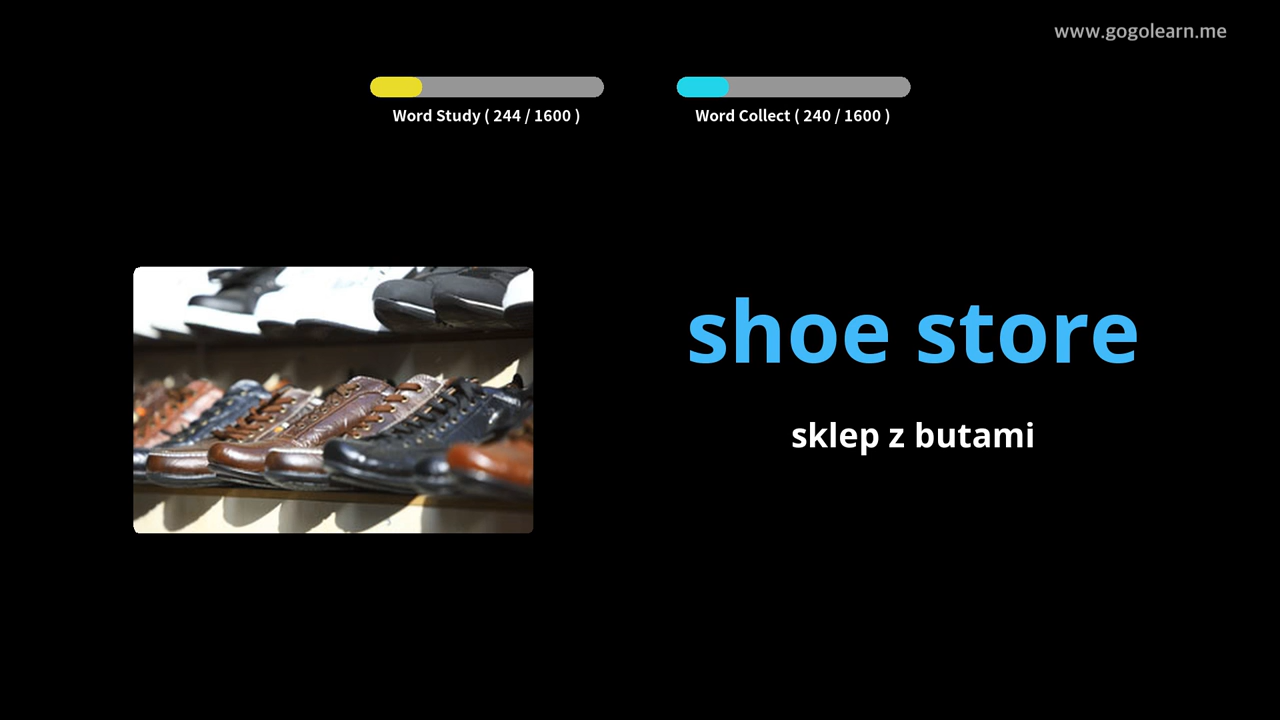 www.gogolearn.me
Word Study ( 244 / 1600 )
Word Collect ( 240 / 1600 )
shoe store
sklep z butami